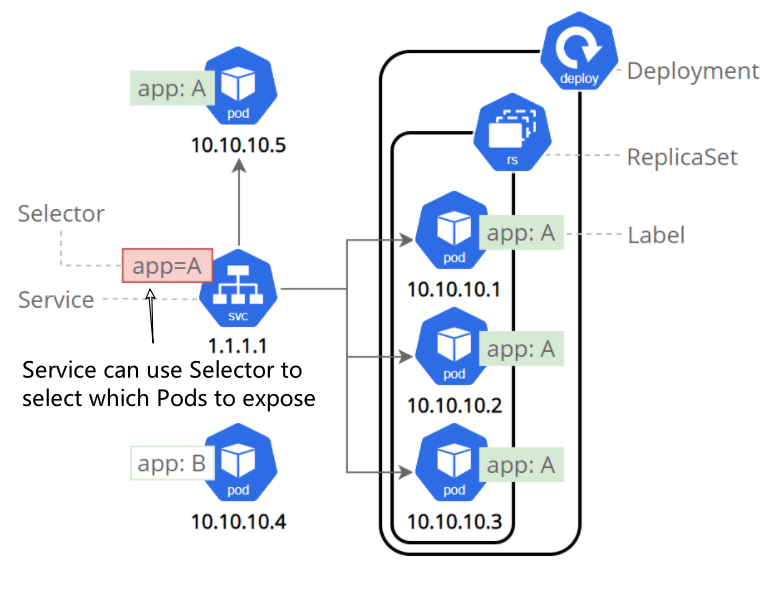 deploy
Deployment
app: A
pod
10.10.10.5
rs
ReplicaSet
Selector
app: A
Label
pod
10.10.10.1
app=A
Service
svc
1.1.1.1
Service can use Selector to
select which Pods to expose
app: A
pod
10.10.10.2
app: B
pod
10.10.10.4
app: A
pod
10.10.10.3